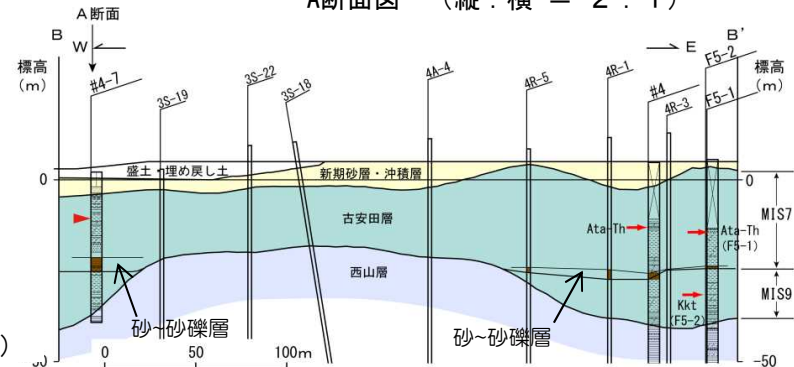 A断面図 (縦:横 = 2 : 1)
A断面
B
W
E
B'
標高
(m)
標高
(m)
#4-7
3S-19
3S-22
3S-18
4A-4
4R-5
4R-1
#4
4R-3
F5-2
F5-1
盛土・埋め戻し土
新期砂層・沖積層
0
0
古安田層
MIS7
Ata-Th
Ata-Th
(F5-1)
西山層
MIS9
Kkt
(F5-2)
砂~砂礫層
砂~砂礫層
)
0
50
100m
-50